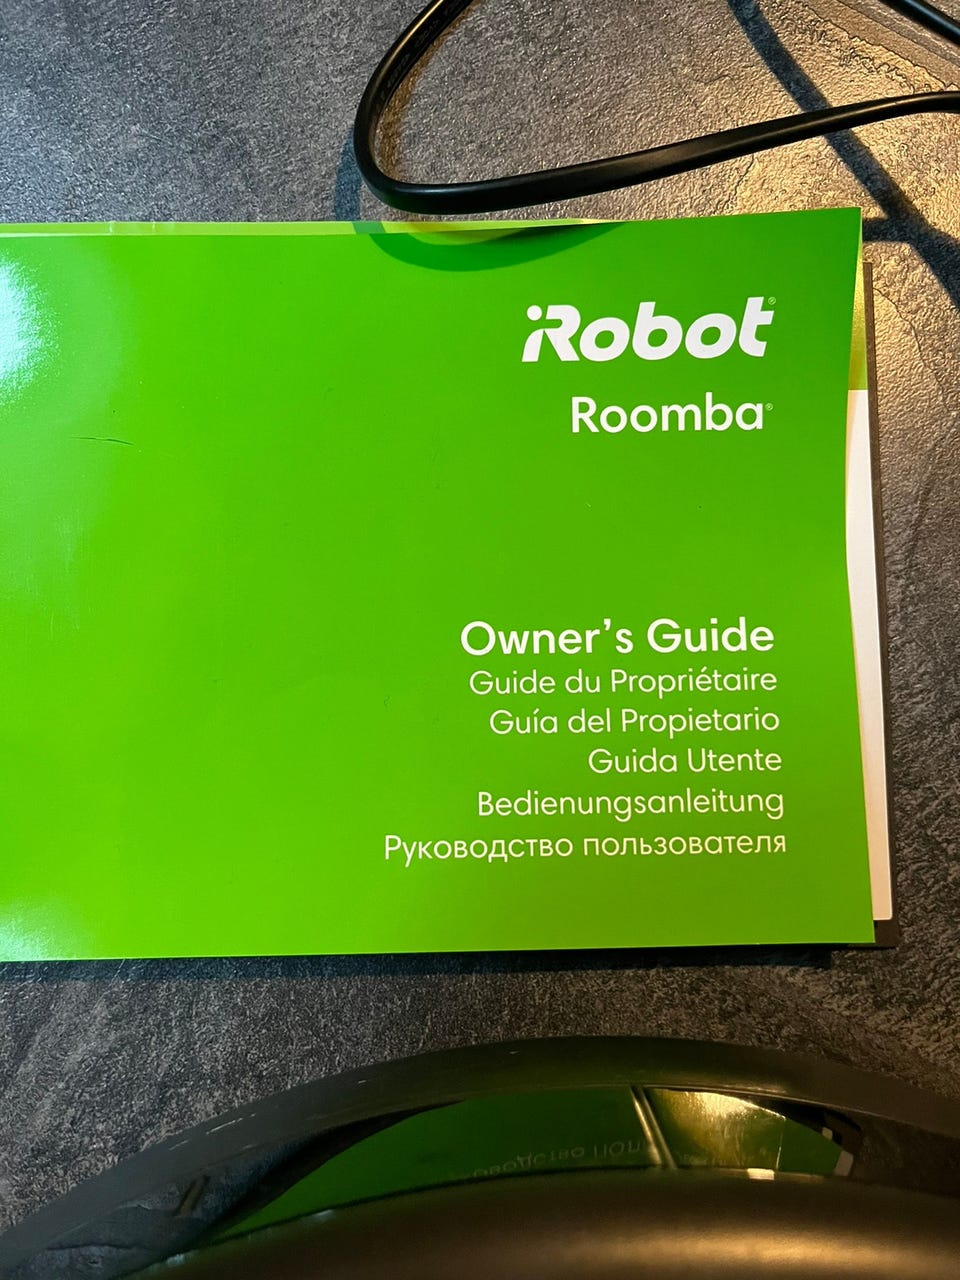 iRobot®
Roomba®
Owner's Guide
Guide du Propriétaire
Guía del Propietario
Guida Utente
Bedienungsanleitung
Руководство пользователя